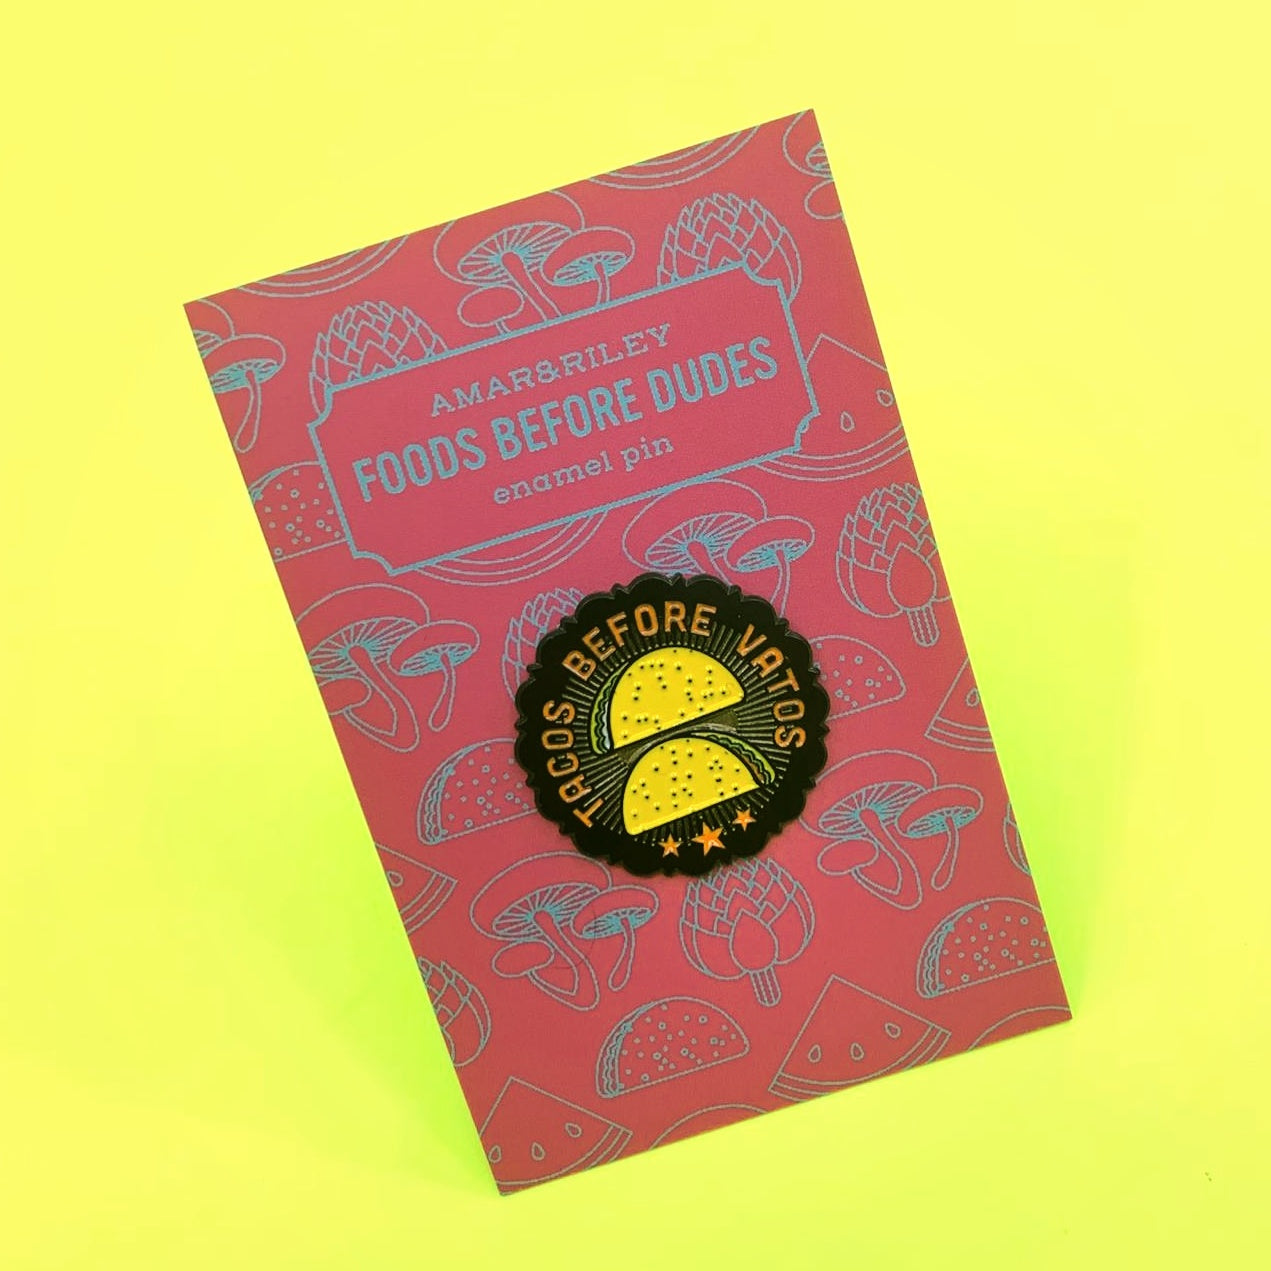 AMAR&RILEY
FOODS BEFORE DUDES
enamel pin
TACOS BEFORE VATOS